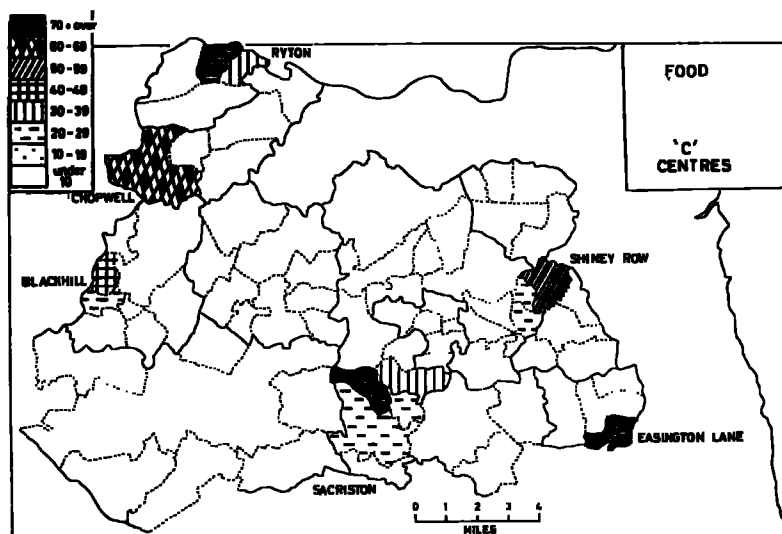 70 & over
60-69
50-59
40-49
30-39
20-29
10-19
under
10
RYTON
FOOD
'C'
CENTRES
CHOPWELL
BLACKHILL
SHINEY ROW
EASINGTON LANE
SACRISTON
0 1 2 3 4
MILES